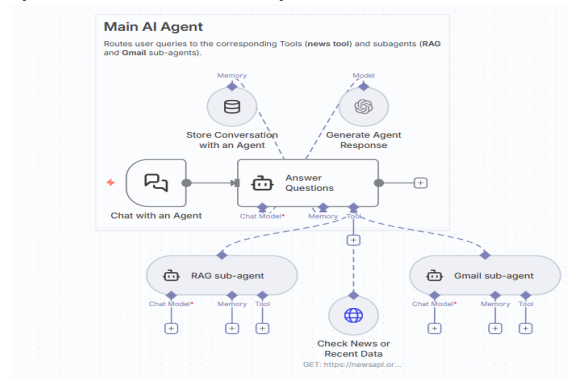 Main AI Agent
Routes user queries to the corresponding Tools (news tool) and subagents (RAG
and Gmail sub-agents).
Memory
Model
Store Conversation
with an Agent
Generate Agent
Response
Answer
Questions
Chat with an Agent
Chat Model*
Memory
Tool
RAG sub-agent
Gmail sub-agent
Chat Model*
Memory
Tool
Chat Model*
Memory
Tool
Check News or
Recent Data
GET: https://newsapi.or...